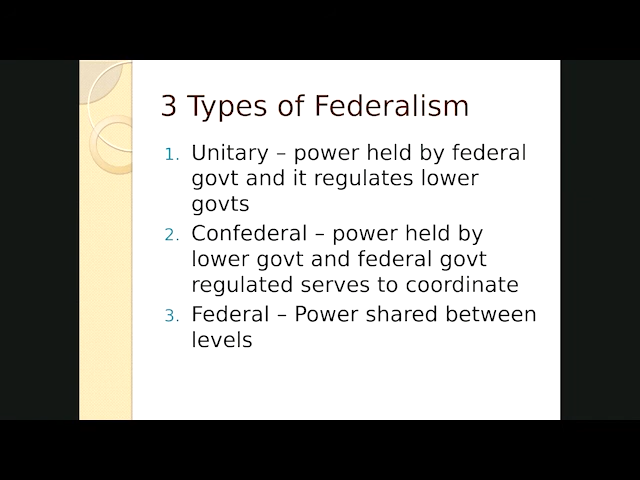 3 Types of Federalism
1. Unitary – power held by federal
govt and it regulates lower
govts
2. Confederal – power held by
lower govt and federal govt
regulated serves to coordinate
3. Federal – Power shared between
levels